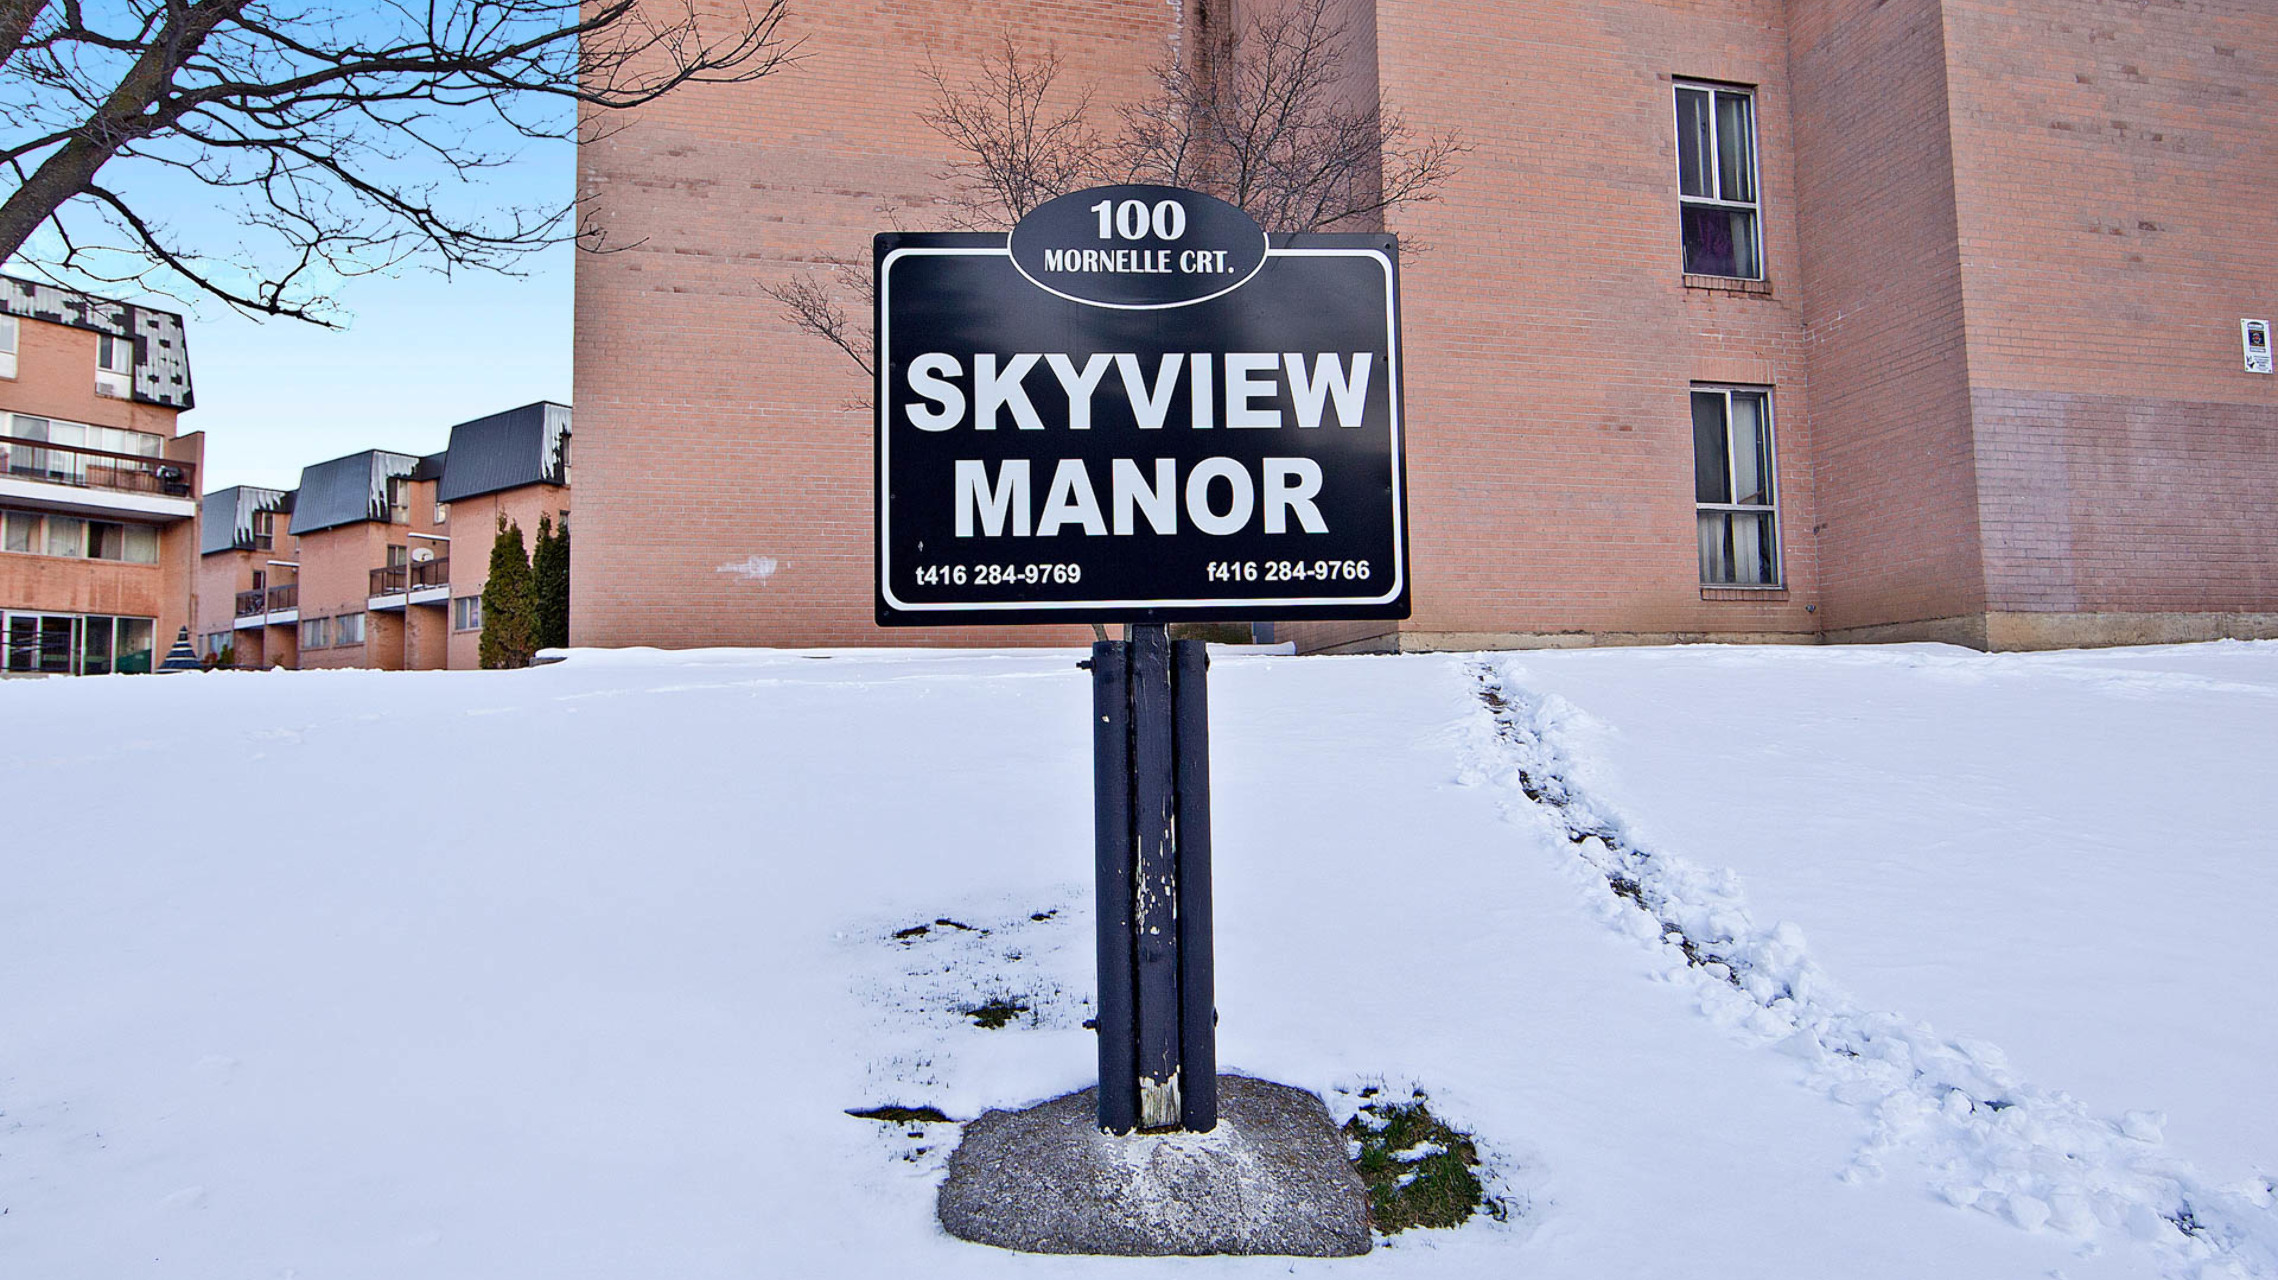 100
MORNELLE CRT.
SKYVIEW
MANOR
t416 284-9769 f416 284-9766